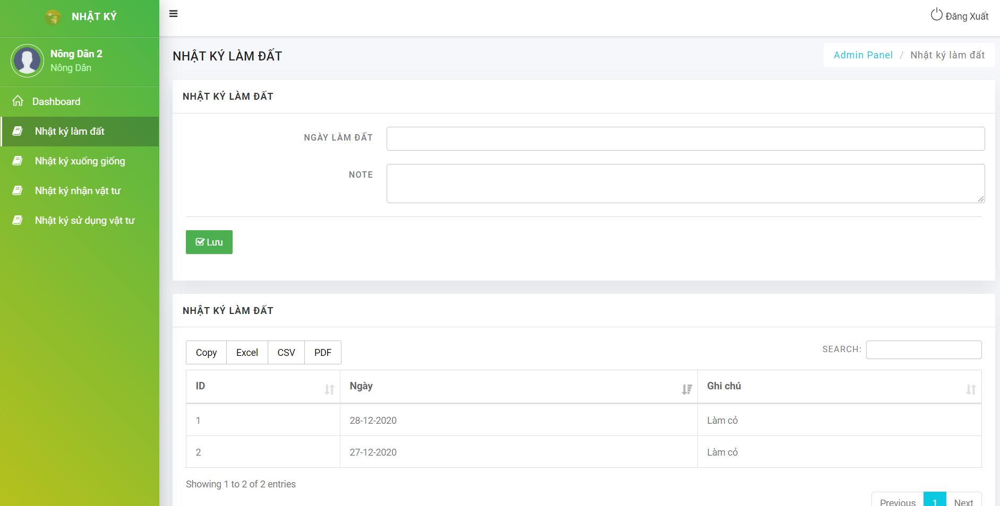 NHẬT KÝ
Đăng Xuất
Nông Dân 2
Nông Dân
Dashboard
Nhật ký làm đất
Nhật ký xuống giống
Nhật ký nhận vật tư
Nhật ký sử dụng vật tư
NHẬT KÝ LÀM ĐẤT
Admin Panel / Nhật ký làm đất
NHẬT KÝ LÀM ĐẤT
NGÀY LÀM ĐẤT
NOTE
Lưu
NHẬT KÝ LÀM ĐẤT
Copy Excel CSV PDF
SEARCH:
ID Ngày Ghi chú
1 28-12-2020 Làm cỏ
2 27-12-2020 Làm cỏ
Showing 1 to 2 of 2 entries
Previous 1 Next